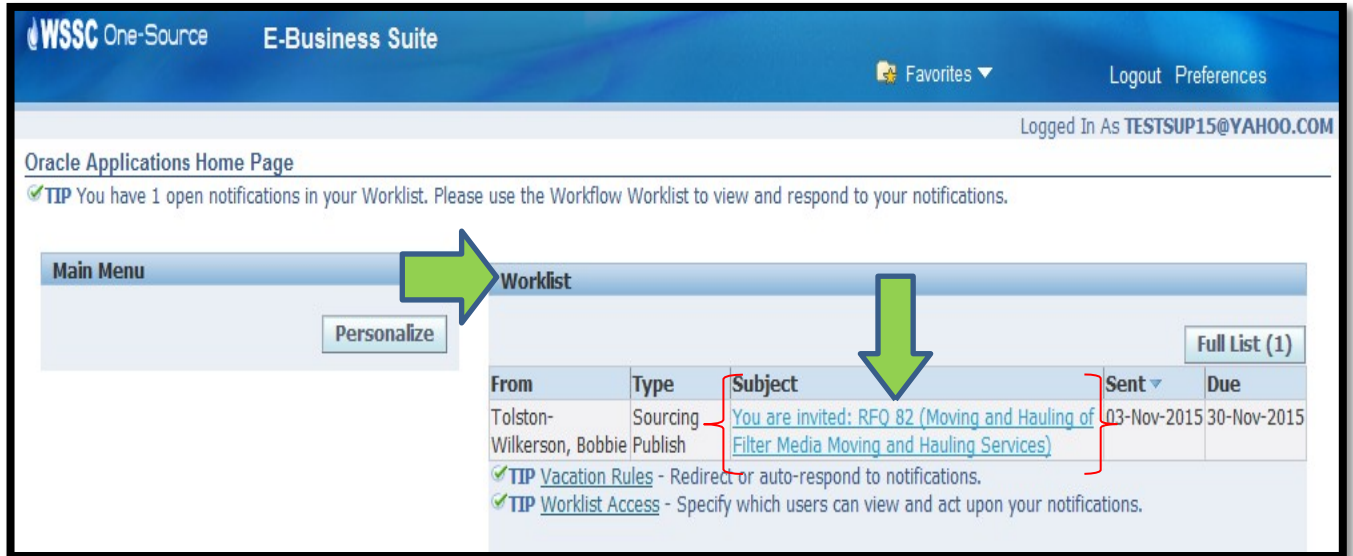 WSSC One-Source E-Business Suite
Favorites Logout Preferences
Logged In As TESTSUP15@YAHOO.COM
Oracle Applications Home Page
TIP You have 1 open notifications in your Worklist. Please use the Workflow Worklist to view and respond to your notifications.
Main Menu
Personalize
Worklist
Full List (1)
From Type Subject Sent Due
Tolston- Sourcing You are invited: RFQ 82 (Moving and Hauling of 03-Nov-2015 30-Nov-2015
Wilkerson, Bobbie Publish Filter Media Moving and Hauling Services)
TIP Vacation Rules - Redirect or auto-respond to notifications.
TIP Worklist Access - Specify which users can view and act upon your notifications.